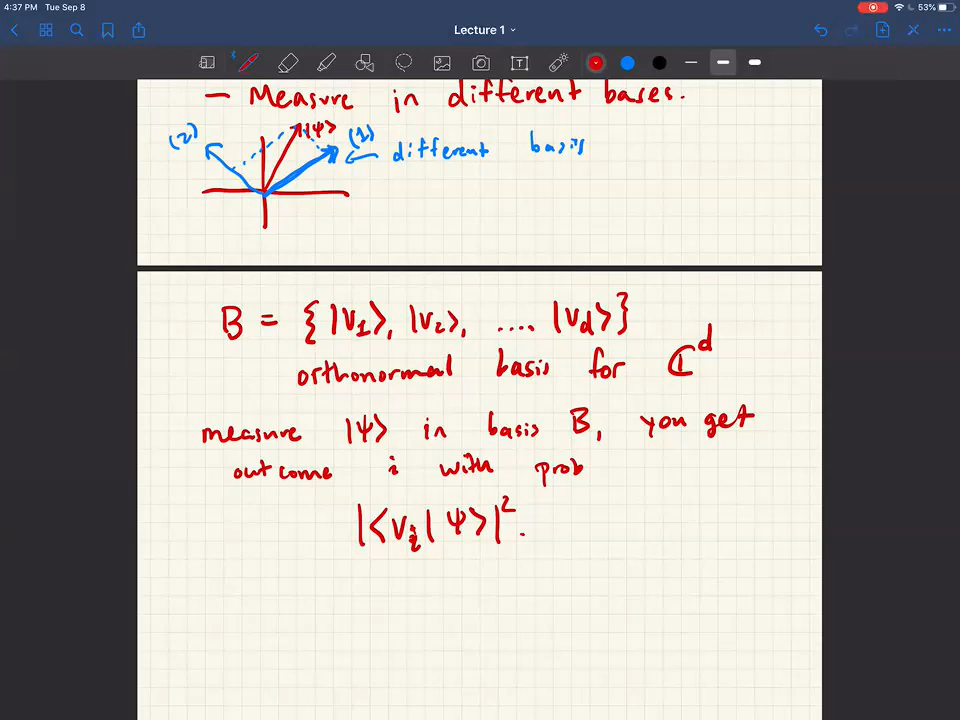 4:37 PM Tue Sep 8
53%
Lecture 1
— Measure in different bases.
(2) |ψ> (1) different basis
B = { |v1>, |v2>, .... |vd> }
orthonormal basis for ℂ^d
measure |ψ> in basis B, you get
outcome i with prob
|<vi|ψ>|².